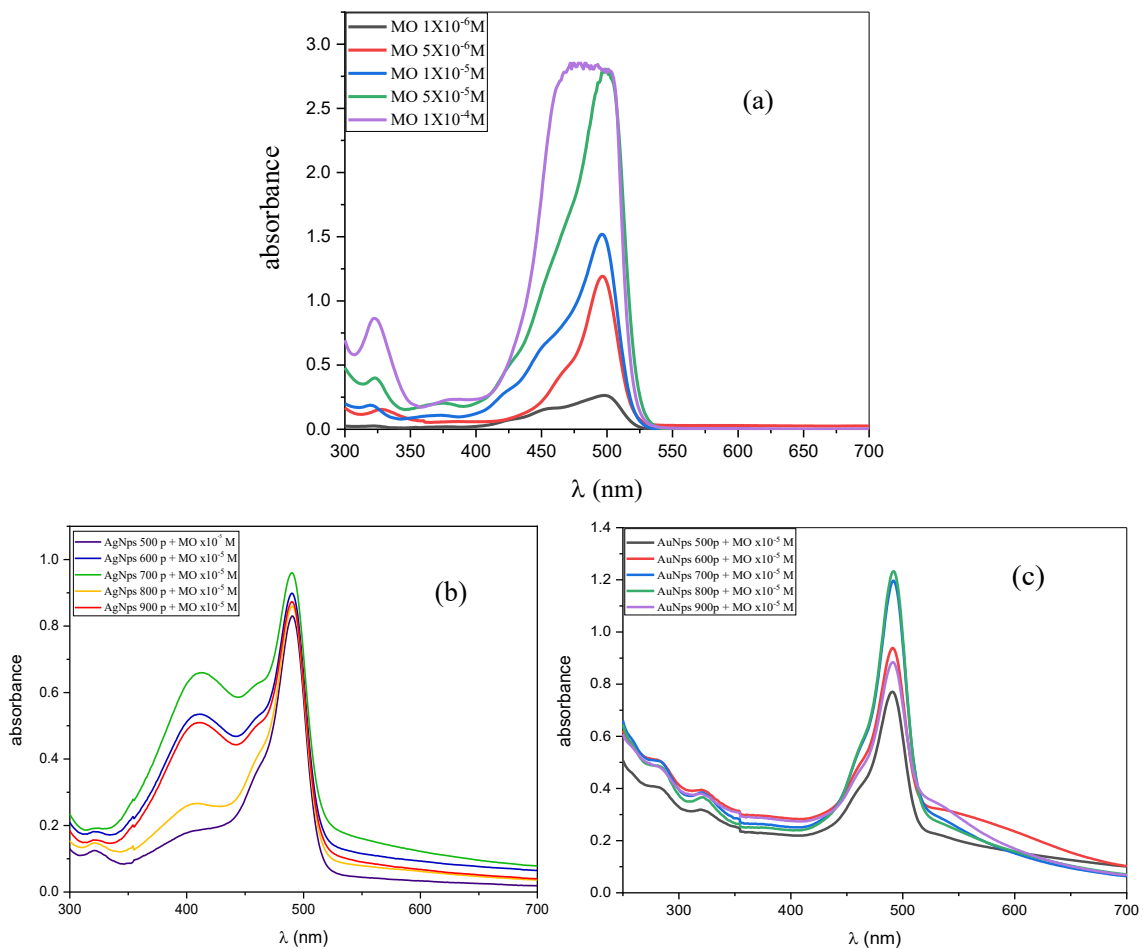 MO 1X10⁻⁶M
MO 5X10⁻⁶M
MO 1X10⁻⁵M
MO 5X10⁻⁵M
MO 1X10⁻⁴M
(a)
absorbance
3.0
2.5
2.0
1.5
1.0
0.5
0.0
300 350 400 450 500 550 600 650 700
λ (nm)
AgNps 500 p + MO x10⁻⁵ M
AgNps 600 p + MO x10⁻⁵ M
AgNps 700 p + MO x10⁻⁵ M
AgNps 800 p + MO x10⁻⁵ M
AgNps 900 p + MO x10⁻⁵ M
(b)
absorbance
1.0
0.8
0.6
0.4
0.2
0.0
300 400 500 600 700
λ (nm)
AuNps 500p + MO x10⁻⁵ M
AuNps 600p + MO x10⁻⁵ M
AuNps 700p + MO x10⁻⁵ M
AuNps 800p + MO x10⁻⁵ M
AuNps 900p + MO x10⁻⁵ M
(c)
absorbance
1.4
1.2
1.0
0.8
0.6
0.4
0.2
0.0
300 400 500 600 700
λ (nm)